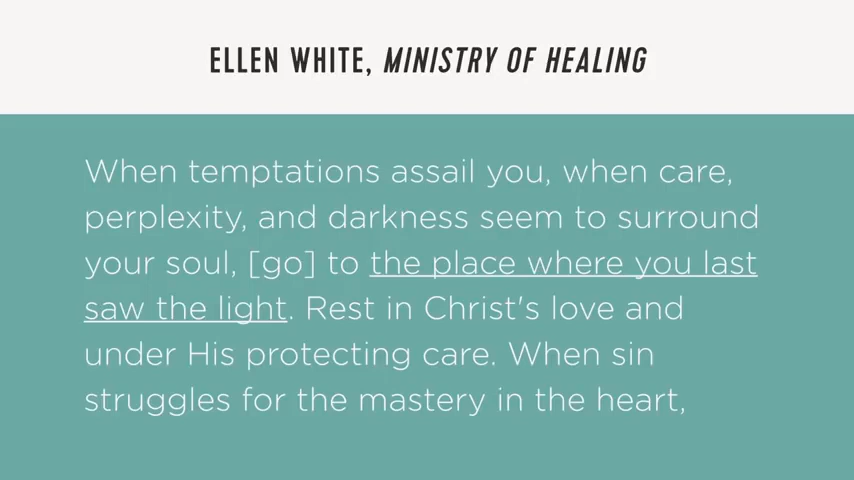 ELLEN WHITE, MINISTRY OF HEALING
When temptations assail you, when care,
perplexity, and darkness seem to surround
your soul, [go] to the place where you last
saw the light. Rest in Christ's love and
under His protecting care. When sin
struggles for the mastery in the heart,